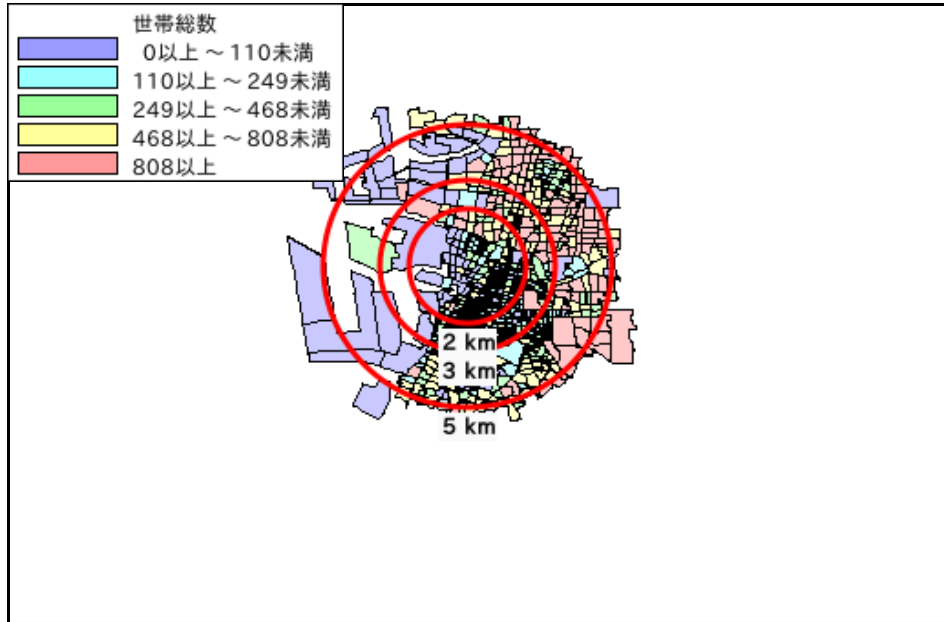 世帯総数
0以上 ～ 110未満
110以上 ～ 249未満
249以上 ～ 468未満
468以上 ～ 808未満
808以上
2 km
3 km
5 km